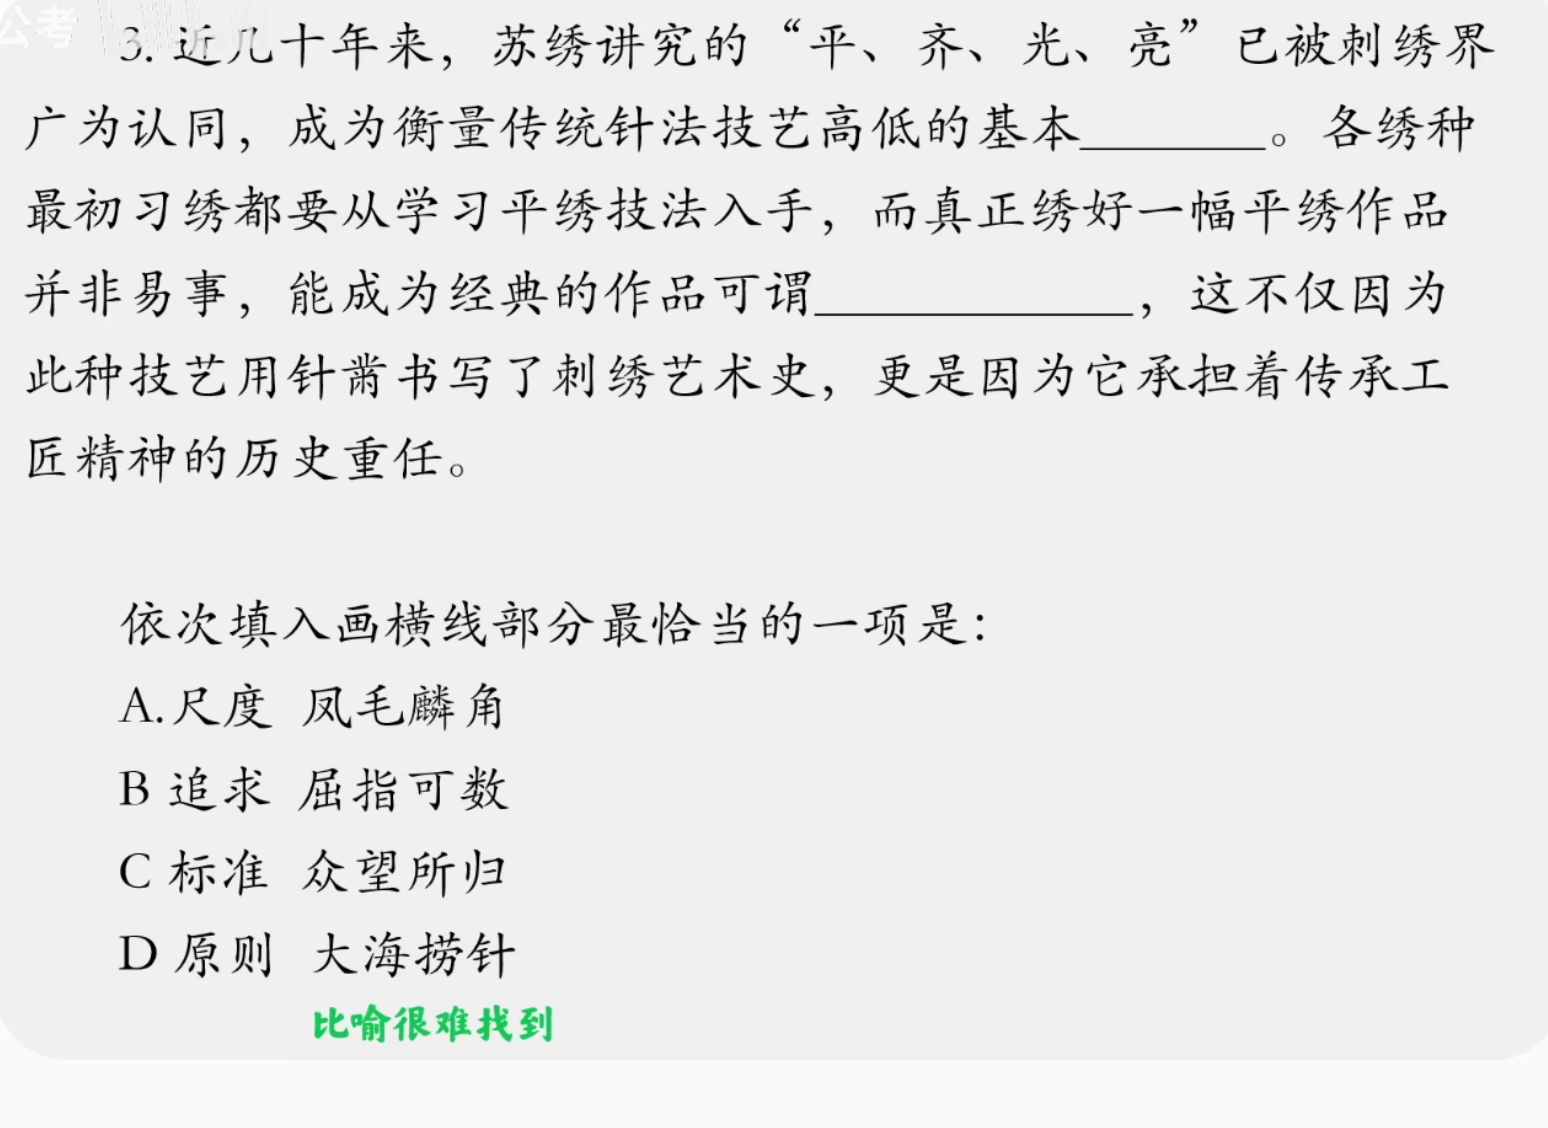 公考
3. 近几十年来，苏绣讲究的“平、齐、光、亮”已被刺绣界
广为认同，成为衡量传统针法技艺高低的基本________。各绣种
最初习绣都要从学习平绣技法入手，而真正绣好一幅平绣作品
并非易事，能成为经典的作品可谓______________，这不仅因为
此种技艺用针黹书写了刺绣艺术史，更是因为它承担着传承工
匠精神的历史重任。
依次填入画横线部分最恰当的一项是：
A.尺度 凤毛麟角
B 追求 屈指可数
C 标准 众望所归
D 原则 大海捞针
比喻很难找到